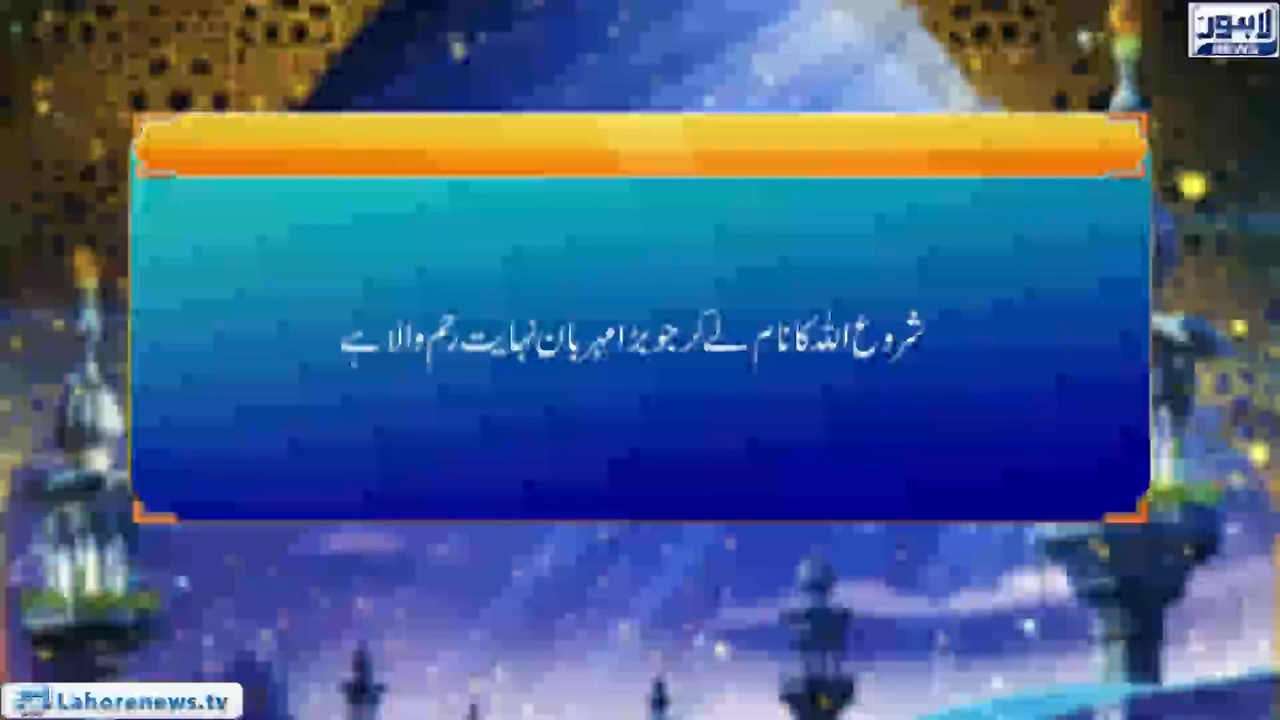 لاہور
NEWS
شروع اللہ کا نام لے کر جو بڑا مہربان نہایت رحم والا ہے
Lahorenews.tv